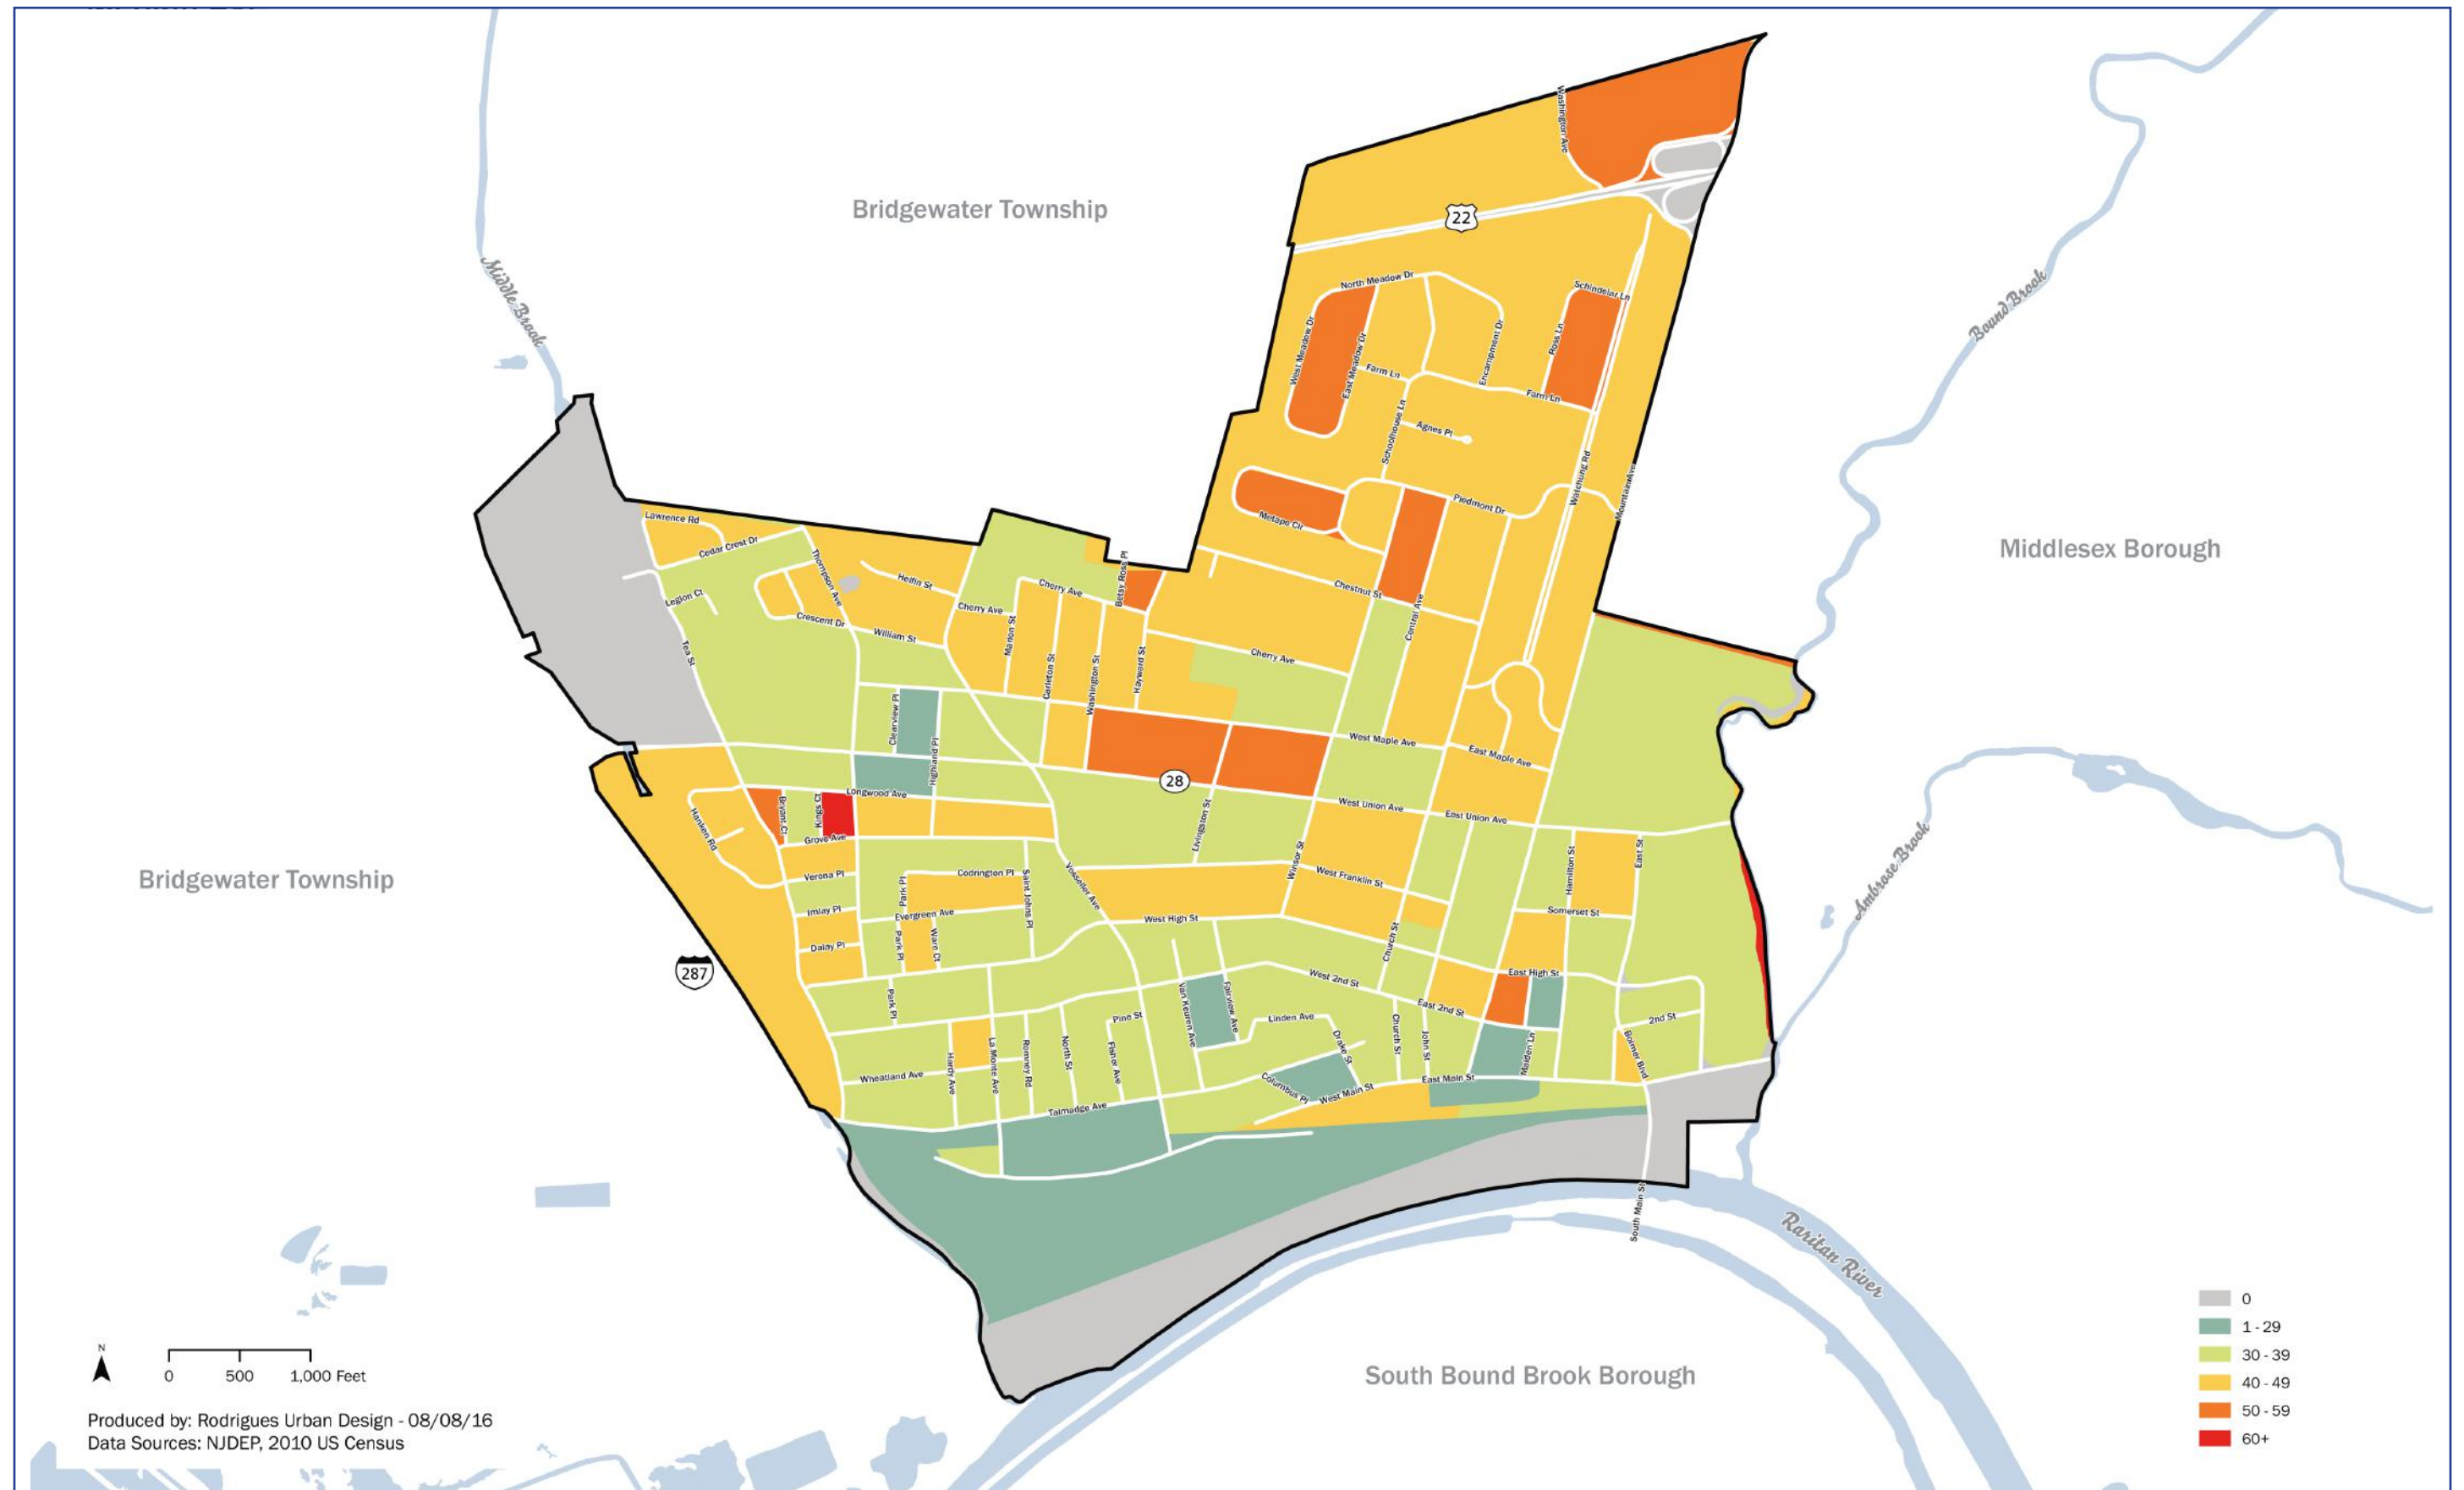 Bridgewater Township
Washington Ave
22
Middle Brook
North Meadow Dr
Schindelar Ln
West Meadow Dr
East Meadow Dr
Encampment Dr
Ross Ln
Bound Brook
Farm Ln
Farm Ln
Schoolhouse Ln
Agnes Pl
Watchung Rd
Mountain Ave
Piedmont Dr
Metape Cir
Lawrence Rd
Cedar Crest Dr
Thompson Ave
Heflin St
Betsy Ross Pl
Middlesex Borough
Legion Ct
Crescent Dr
William St
Cherry Ave
Cherry Ave
Chestnut St
Central Ave
Tea St
Marion St
Carleton St
Washington St
Hayward St
Cherry Ave
Clearview Pl
Highland Pl
West Maple Ave
East Maple Ave
28
Longwood Ave
Bryant Ct
Kings Ct
Hanken Rd
Grove Ave
Livingston St
West Union Ave
East Union Ave
Winsor St
Hamilton St
East St
Bridgewater Township
Verona Pl
Codrington Pl
Park Pl
Saint Johns Pl
Vosseller Ave
West Franklin St
Ambrose Brook
Imlay Pl
Evergreen Ave
West High St
Somerset St
Dalay Pl
Park Pl
Ware Ct
Church St
287
East High St
West 2nd St
East 2nd St
Park Pl
Van Keuren Ave
Fairview Ave
Pine St
Linden Ave
2nd St
Hardy Ave
La Monte Ave
Romney Rd
North St
Fisher Ave
Drake St
Church St
John St
Maiden Ln
Bolmer Blvd
Wheatland Ave
Columbus Pl
West Main St
East Main St
Talmadge Ave
South Main St
Raritan River
South Bound Brook Borough
0
1 - 29
30 - 39
40 - 49
50 - 59
60+
N
0 500 1,000 Feet
Produced by: Rodrigues Urban Design - 08/08/16
Data Sources: NJDEP, 2010 US Census